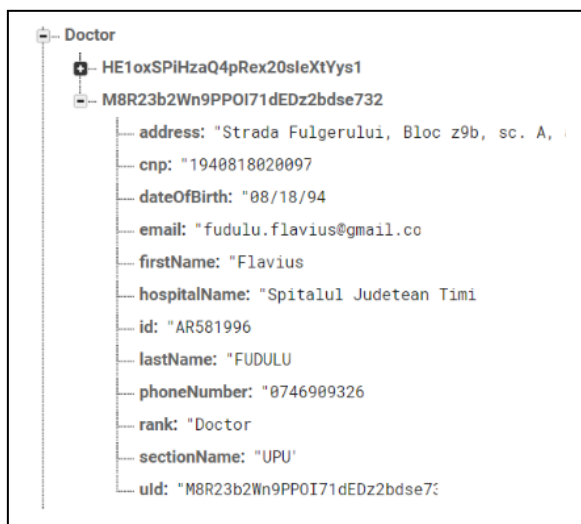 Doctor
HE1oxSPiHzaQ4pRex20sIeXtYys1
M8R23b2Wn9PPOI71dEDz2bdse732
address: "Strada Fulgerului, Bloc z9b, sc. A,
cnp: "1940818020097
dateOfBirth: "08/18/94
email: "fudulu.flavius@gmail.co
firstName: "Flavius
hospitalName: "Spitalul Judetean Timi
id: "AR581996
lastName: "FUDULU
phoneNumber: "0746909326
rank: "Doctor
sectionName: "UPU'
uId: "M8R23b2Wn9PPOI71dEDz2bdse73